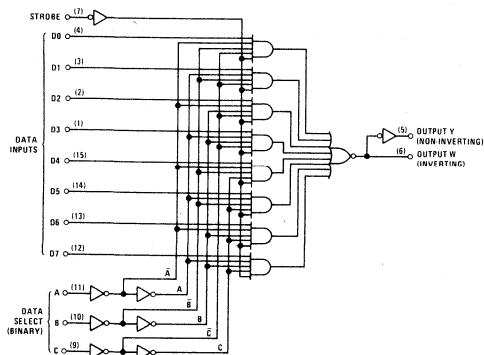 STROBE (7)
D0 (4)
D1 (3)
D2 (2)
D3 (1)
D4 (15)
D5 (14)
D6 (13)
D7 (12)
DATA
INPUTS
(5) OUTPUT Y
(NON-INVERTING)
(6) OUTPUT W
(INVERTING)
A̅
A (11)
A
B̅
B (10)
B
C̅
C (9)
C
DATA
SELECT
(BINARY)